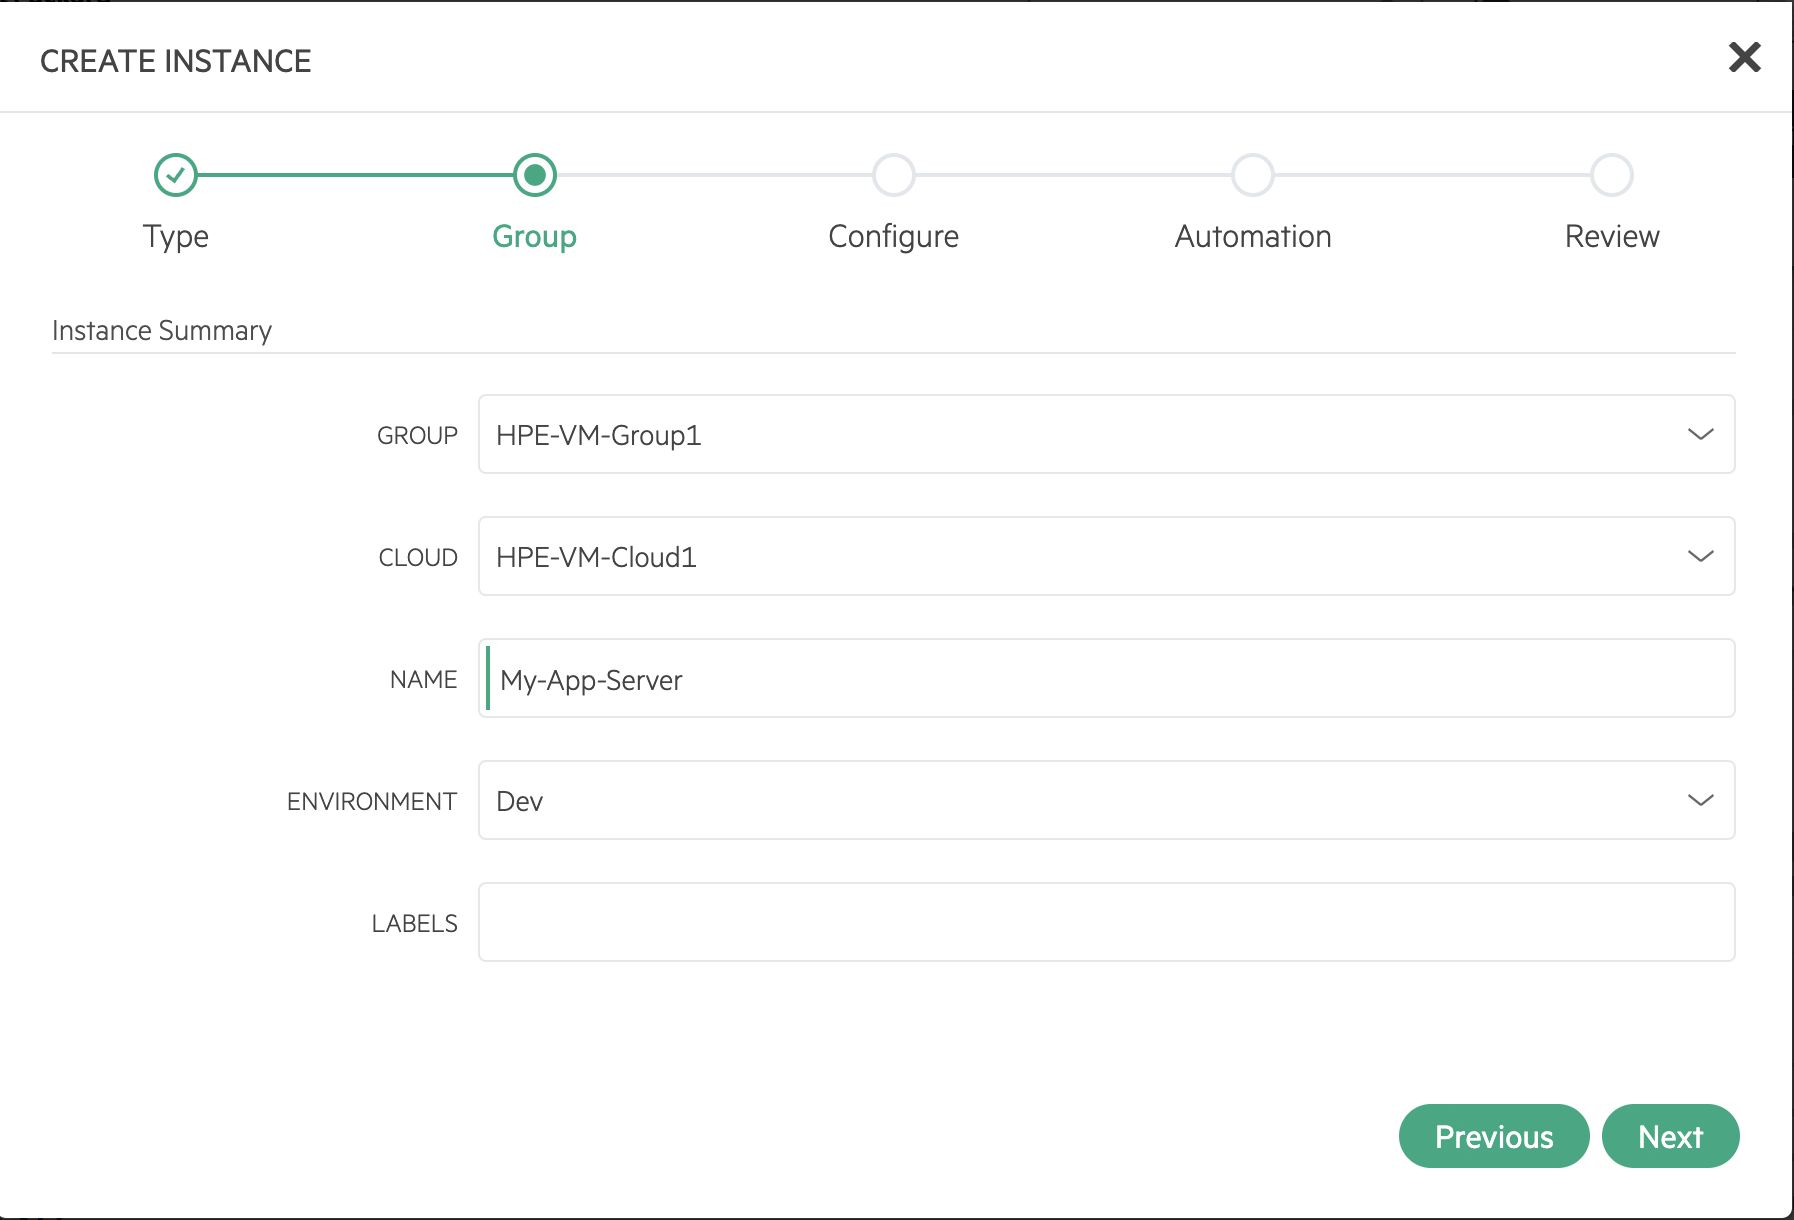 CREATE INSTANCE
Type
Group
Configure
Automation
Review
Instance Summary
GROUP HPE-VM-Group1
CLOUD HPE-VM-Cloud1
NAME My-App-Server
ENVIRONMENT Dev
LABELS
Previous Next